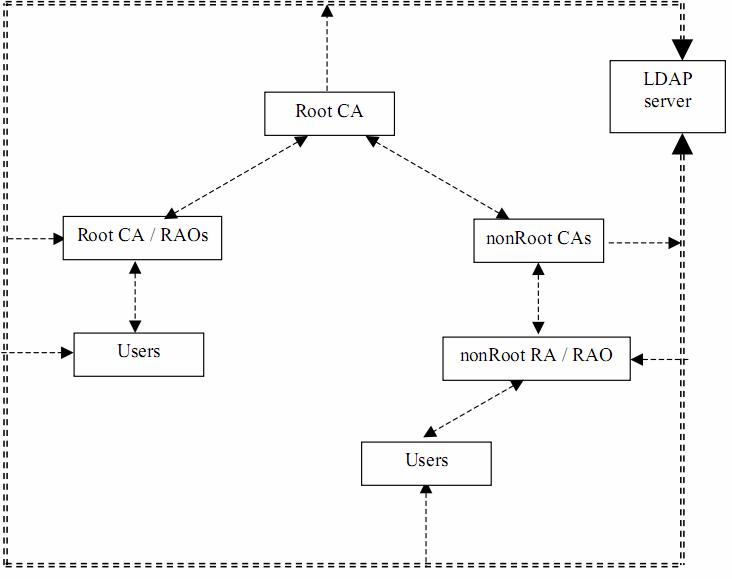 LDAP
server
Root CA
Root CA / RAOs
nonRoot CAs
Users
nonRoot RA / RAO
Users